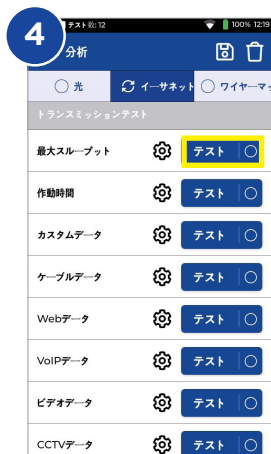 4
テスト数: 12 100% 12:19
分析
光 イーサネット ワイヤーマッ
トランスミッションテスト
最大スループット テスト
作動時間 テスト
カスタムデータ テスト
ケーブルデータ テスト
Webデータ テスト
VoIPデータ テスト
ビデオデータ テスト
CCTVデータ テスト